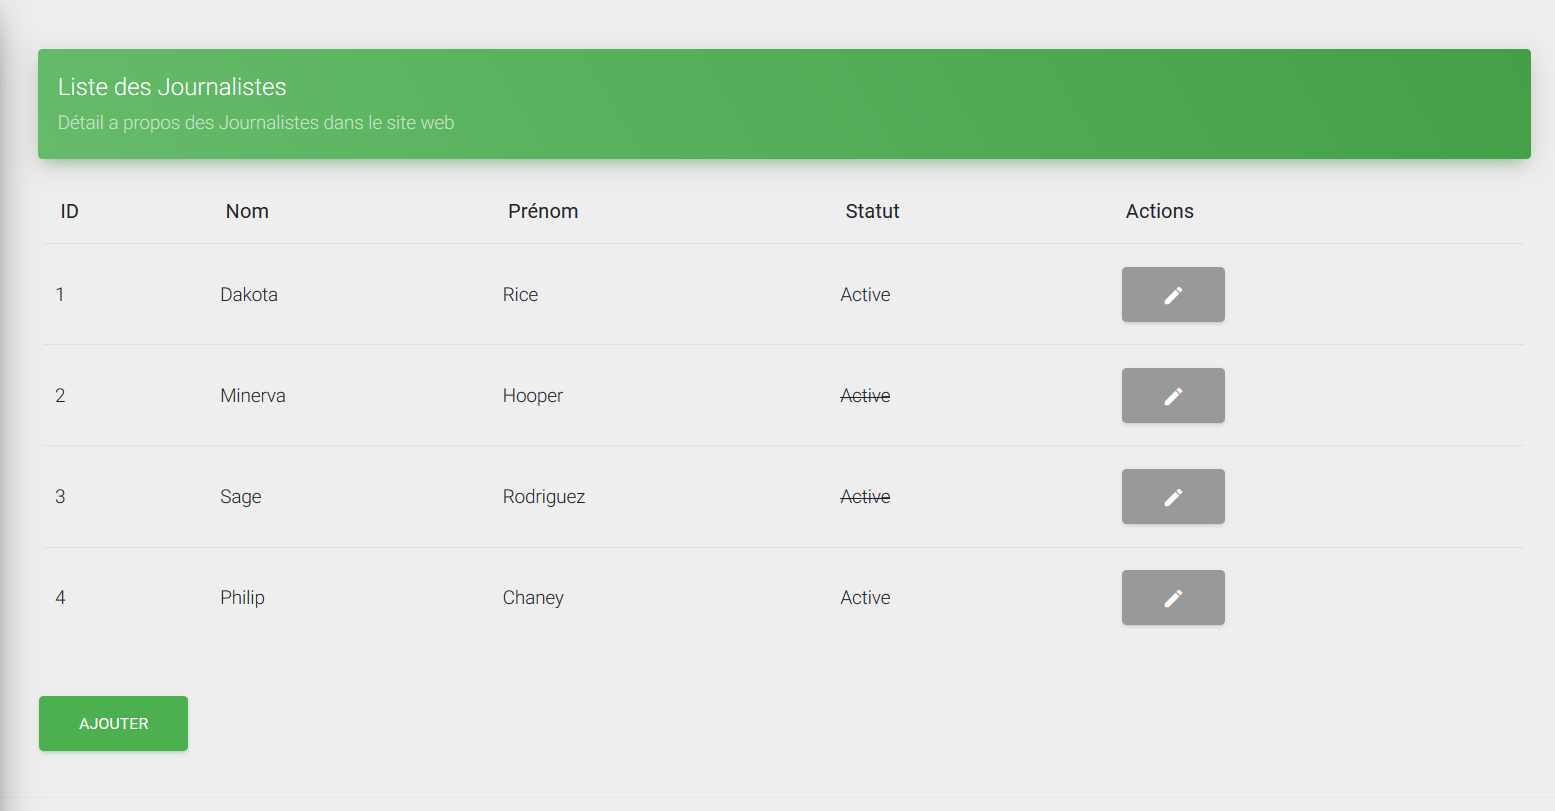 Liste des Journalistes
Détail a propos des Journalistes dans le site web
ID Nom Prénom Statut Actions
1 Dakota Rice Active
2 Minerva Hooper Active
3 Sage Rodriguez Active
4 Philip Chaney Active
AJOUTER